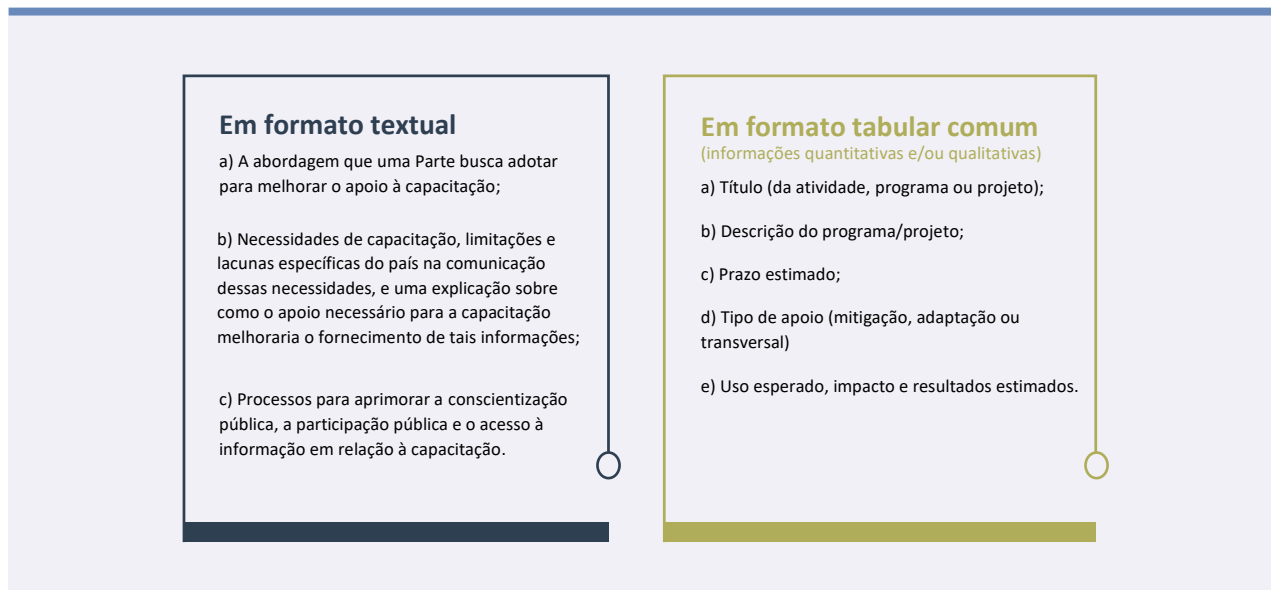 Em formato textual
a) A abordagem que uma Parte busca adotar
para melhorar o apoio à capacitação;
b) Necessidades de capacitação, limitações e
lacunas específicas do país na comunicação
dessas necessidades, e uma explicação sobre
como o apoio necessário para a capacitação
melhoraria o fornecimento de tais informações;
c) Processos para aprimorar a conscientização
pública, a participação pública e o acesso à
informação em relação à capacitação.
Em formato tabular comum
(informações quantitativas e/ou qualitativas)
a) Título (da atividade, programa ou projeto);
b) Descrição do programa/projeto;
c) Prazo estimado;
d) Tipo de apoio (mitigação, adaptação ou
transversal)
e) Uso esperado, impacto e resultados estimados.